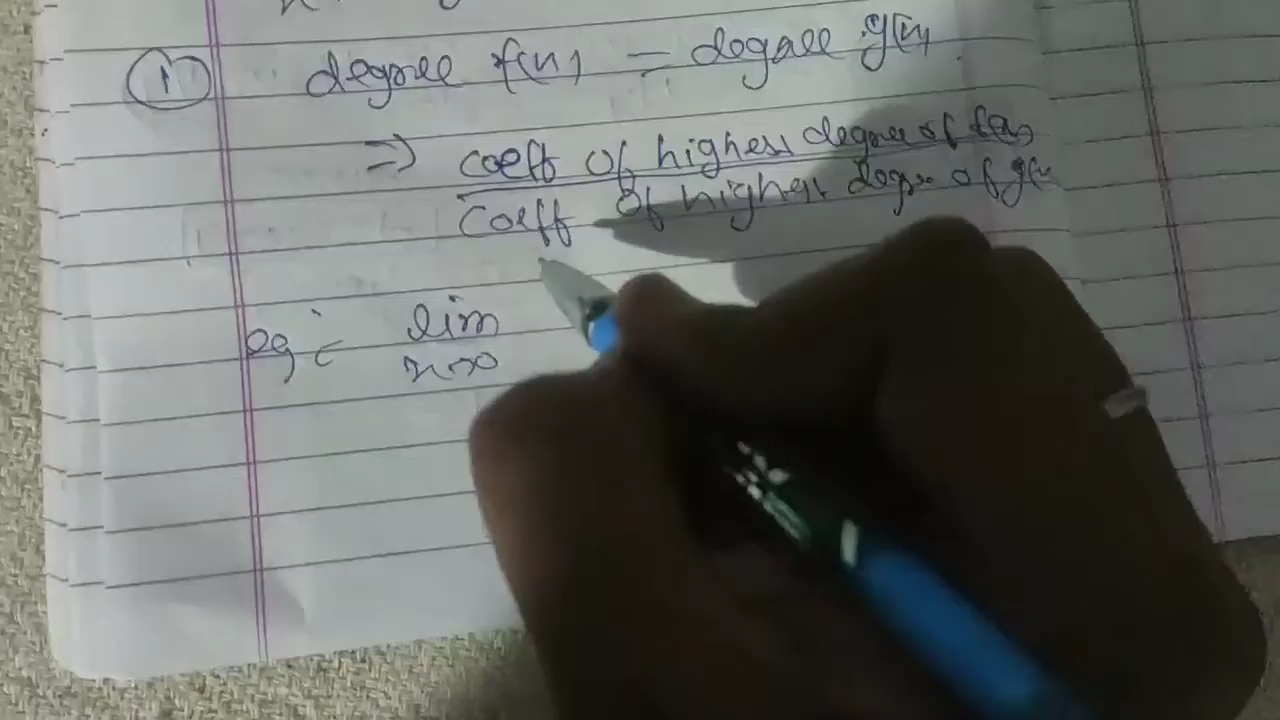 ① degree f(x) = degree g(x)
⇒ coeff of highest degree of f(x)
coeff of highest degree of g(x
eg:- lim
x→∞